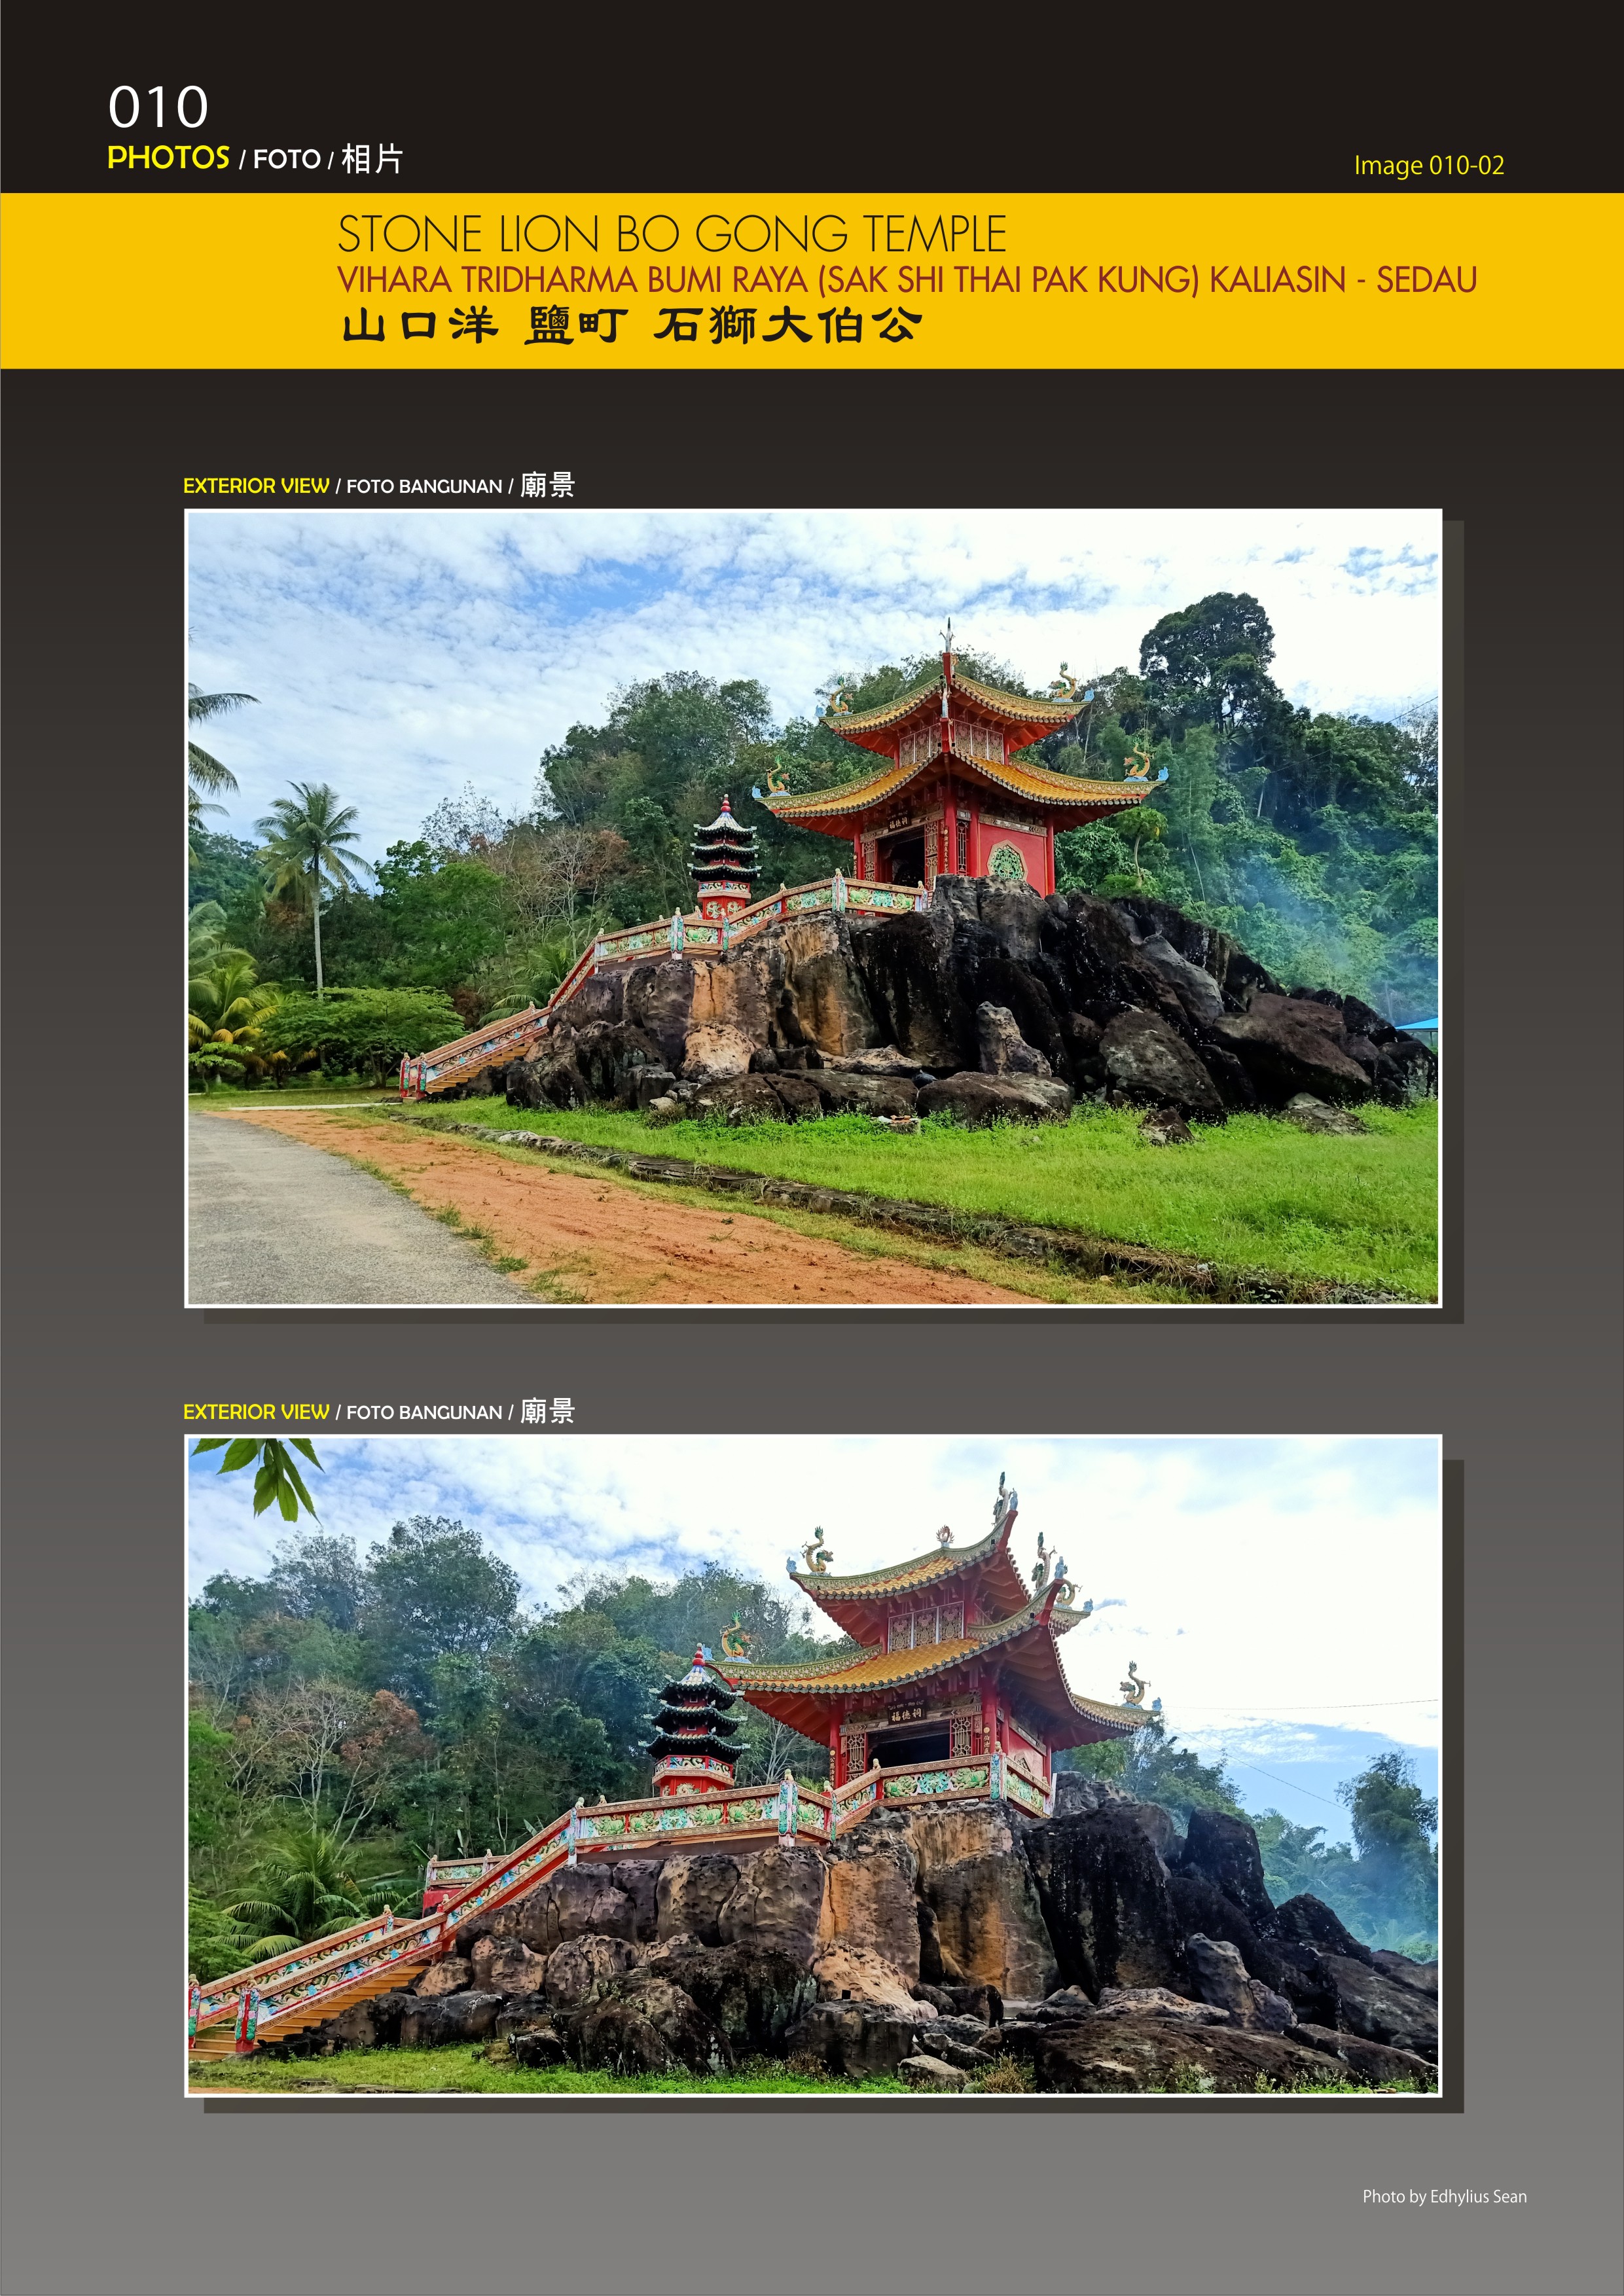 010
PHOTOS / FOTO / 相片
Image 010-02
STONE LION BO GONG TEMPLE
VIHARA TRIDHARMA BUMI RAYA (SAK SHI THAI PAK KUNG) KALIASIN - SEDAU
山口洋 鹽町 石獅大伯公
EXTERIOR VIEW / FOTO BANGUNAN / 廟景
福德祠
EXTERIOR VIEW / FOTO BANGUNAN / 廟景
福德祠
Photo by Edhylius Sean